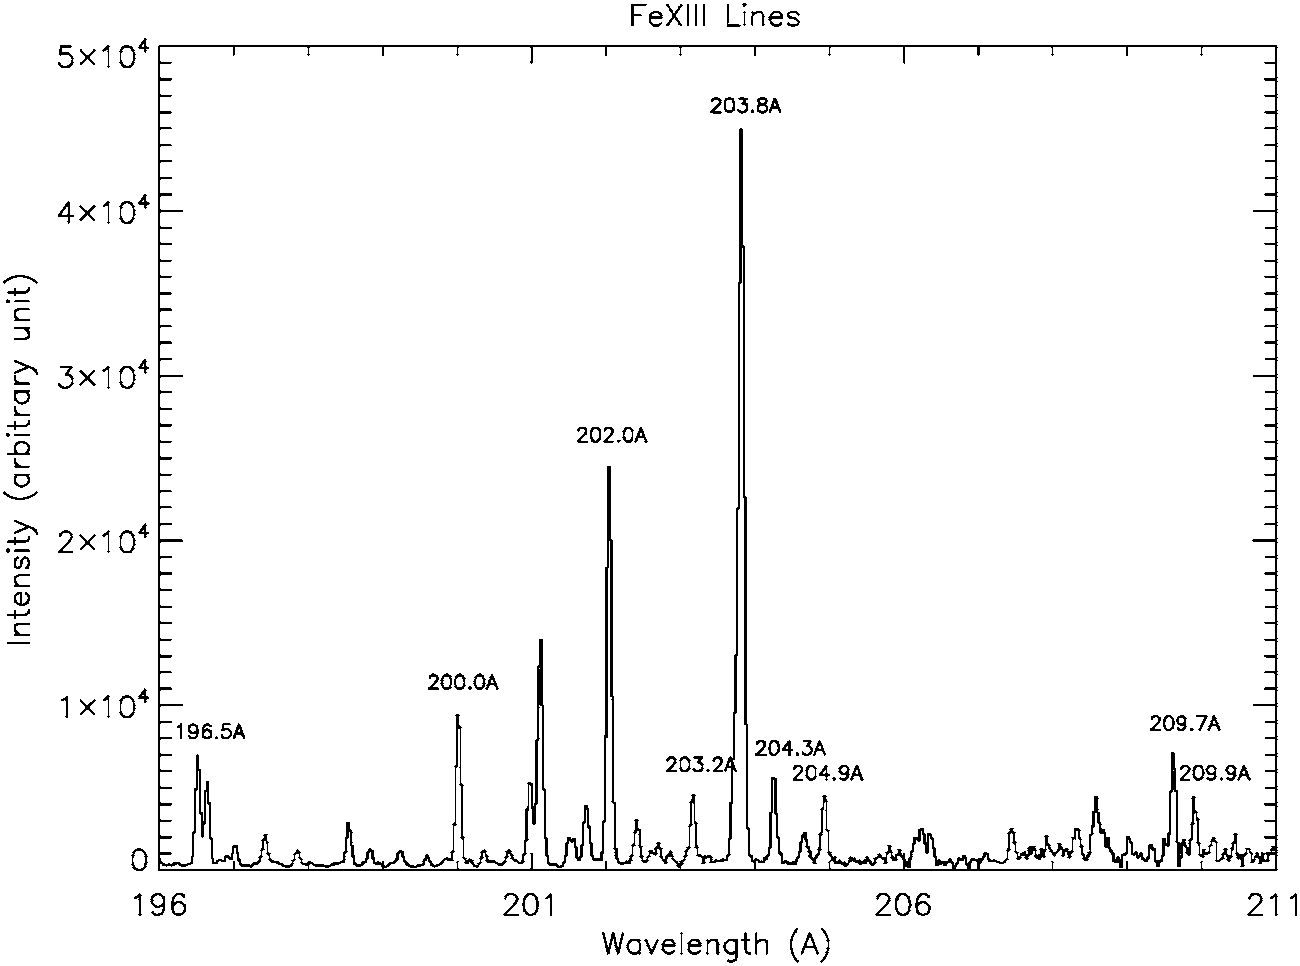 FeXIII Lines
5×10⁴
203.8A
4×10⁴
3×10⁴
202.0A
2×10⁴
1×10⁴
200.0A
196.5A
209.7A
204.3A
203.2A
204.9A
209.9A
0
196
201
206
211
Wavelength (A)
Intensity (arbitrary unit)